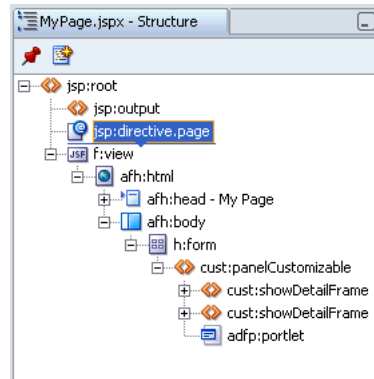 MyPage.jspx - Structure
jsp:root
jsp:output
jsp:directive.page
JSF f:view
afh:html
afh:head - My Page
afh:body
h:form
cust:panelCustomizable
cust:showDetailFrame
cust:showDetailFrame
adfp:portlet